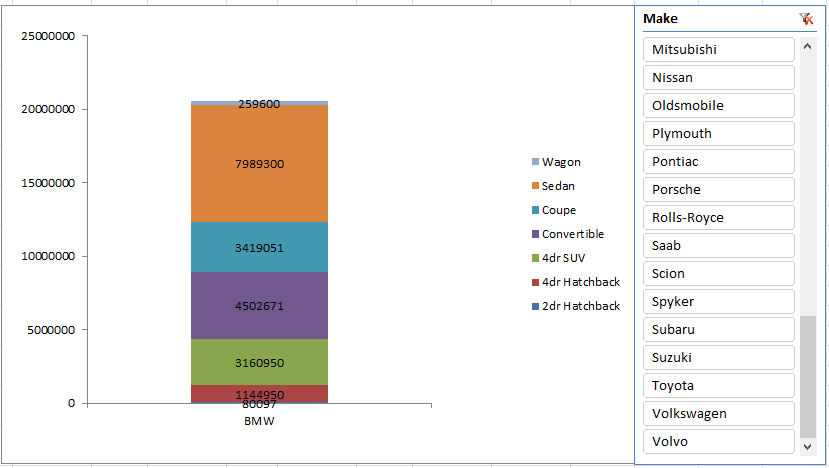 25000000
20000000
15000000
10000000
5000000
0
259600
7989300
3419051
4502671
3160950
1144950
80097
BMW
Wagon
Sedan
Coupe
Convertible
4dr SUV
4dr Hatchback
2dr Hatchback
Make
Mitsubishi
Nissan
Oldsmobile
Plymouth
Pontiac
Porsche
Rolls-Royce
Saab
Scion
Spyker
Subaru
Suzuki
Toyota
Volkswagen
Volvo